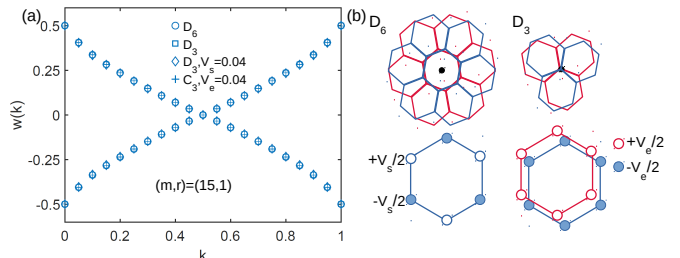 (a)
w(k)
0.5
0.25
0
-0.25
-0.5
0 0.2 0.4 0.6 0.8 1
k
D6
D3
D3,Vs=0.04
C3,Ve=0.04
(m,r)=(15,1)
(b)
D6
D3
+Vs/2
-Vs/2
+Ve/2
-Ve/2